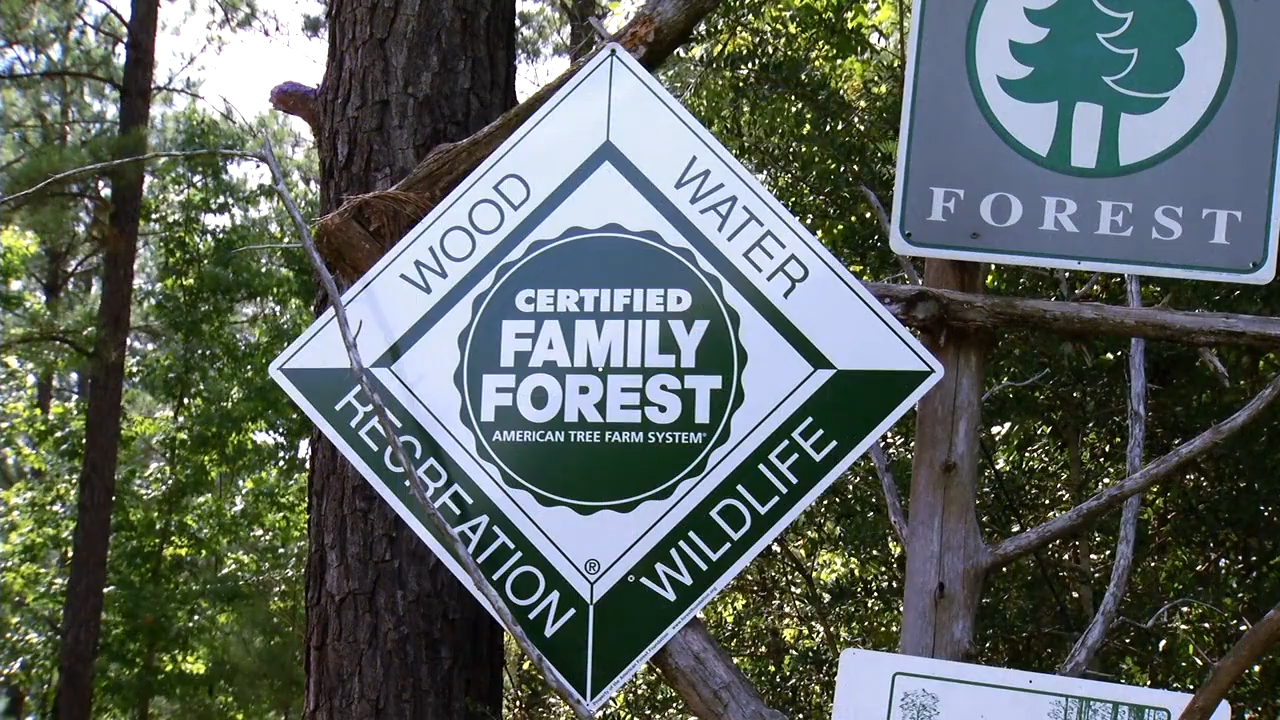 WOOD
WATER
CERTIFIED
FAMILY
FOREST
AMERICAN TREE FARM SYSTEM®
RECREATION
WILDLIFE
®
FOREST